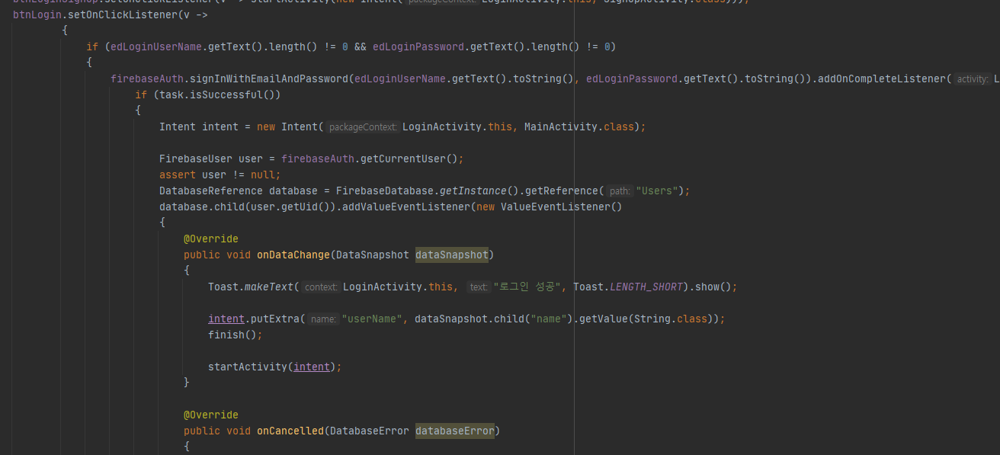 btnLoginSignUp.setOnClickListener(v -> startActivity(new Intent( packageContext: LoginActivity.this, SignUpActivity.class)));
btnLogin.setOnClickListener(v ->
{
if (edLoginUserName.getText().length() != 0 && edLoginPassword.getText().length() != 0)
{
firebaseAuth.signInWithEmailAndPassword(edLoginUserName.getText().toString(), edLoginPassword.getText().toString()).addOnCompleteListener( activity: L
if (task.isSuccessful())
{
Intent intent = new Intent( packageContext: LoginActivity.this, MainActivity.class);
FirebaseUser user = firebaseAuth.getCurrentUser();
assert user != null;
DatabaseReference database = FirebaseDatabase.getInstance().getReference( path: "Users");
database.child(user.getUid()).addValueEventListener(new ValueEventListener()
{
@Override
public void onDataChange(DataSnapshot dataSnapshot)
{
Toast.makeText( context: LoginActivity.this, text: "로그인 성공", Toast.LENGTH_SHORT).show();
intent.putExtra( name: "userName", dataSnapshot.child("name").getValue(String.class));
finish();
startActivity(intent);
}
@Override
public void onCancelled(DatabaseError databaseError)
{